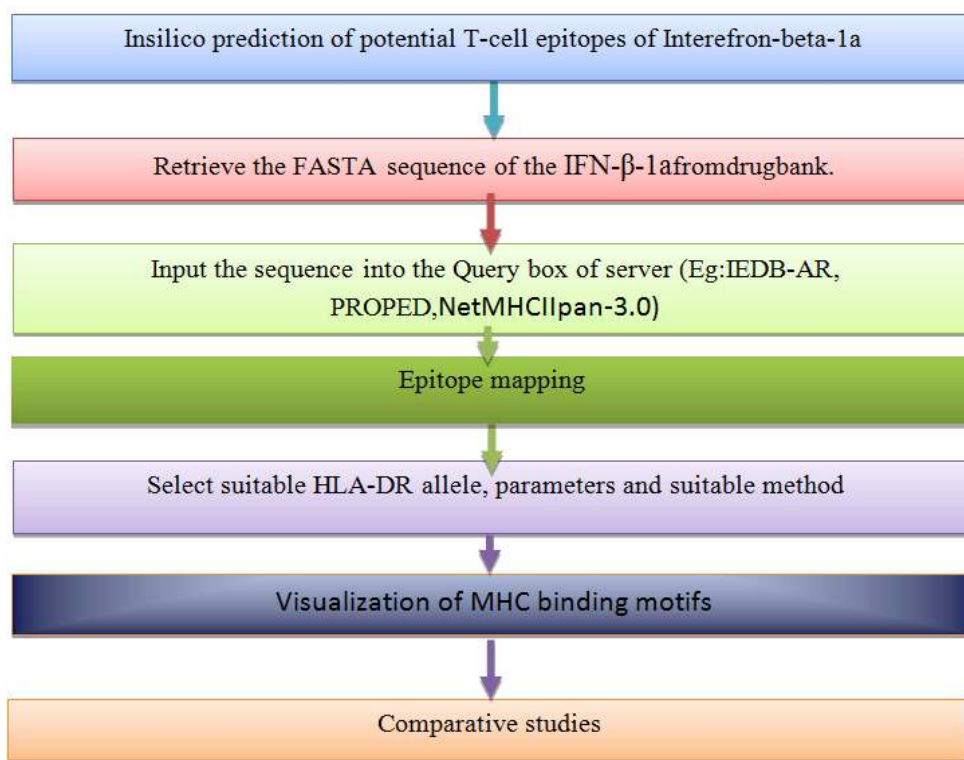 Insilico prediction of potential T-cell epitopes of Interefron-beta-1a
Retrieve the FASTA sequence of the IFN-β-1afromdrugbank.
Input the sequence into the Query box of server (Eg:IEDB-AR,
PROPED,NetMHCIIpan-3.0)
Epitope mapping
Select suitable HLA-DR allele, parameters and suitable method
Visualization of MHC binding motifs
Comparative studies